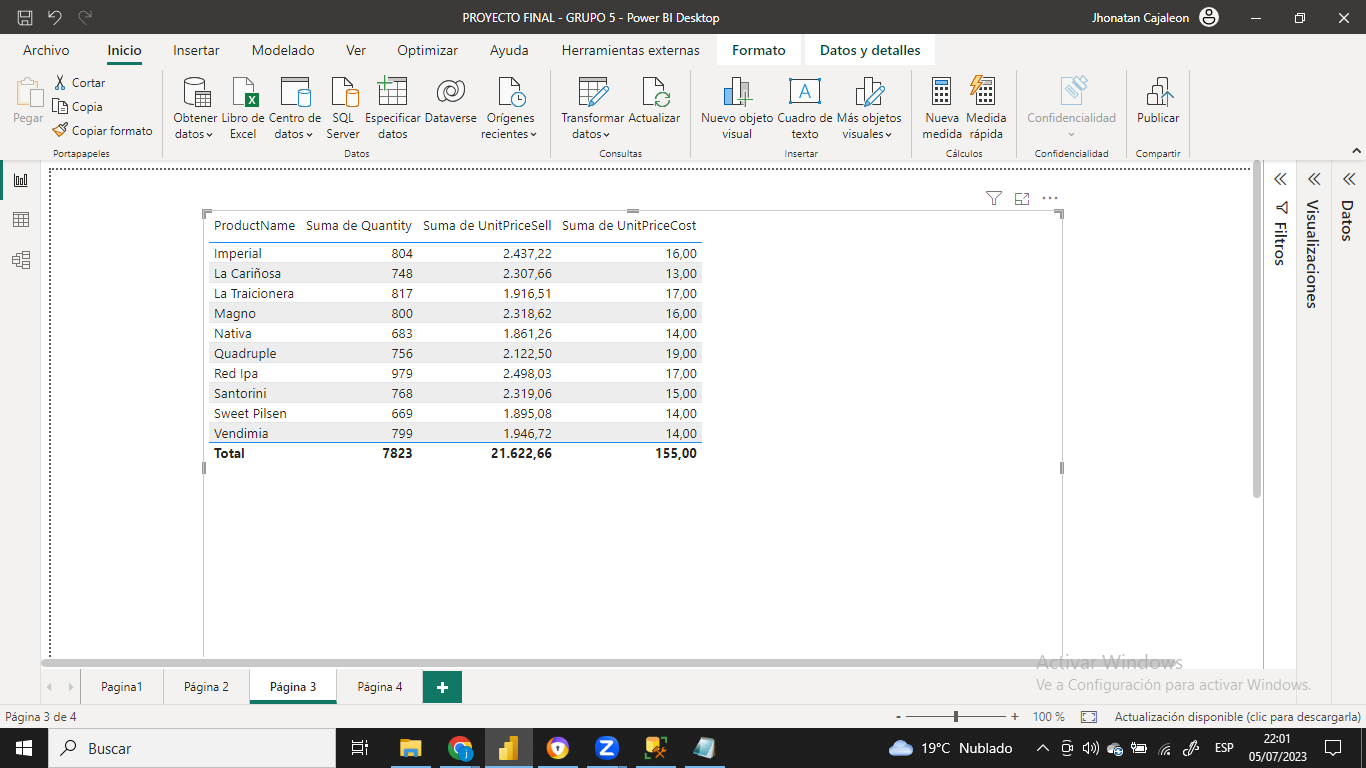 PROYECTO FINAL - GRUPO 5 - Power BI Desktop
Jhonatan Cajaleon
Archivo Inicio Insertar Modelado Ver Optimizar Ayuda Herramientas externas Formato Datos y detalles
Pegar
Cortar
Copia
Copiar formato
Portapapeles
Obtener datos
Libro de Excel
Centro de datos
SQL Server
Especificar datos
Dataverse
Orígenes recientes
Datos
Transformar datos
Actualizar
Consultas
Nuevo objeto visual
Cuadro de texto
Más objetos visuales
Insertar
Nueva medida
Medida rápida
Cálculos
Confidencialidad
Confidencialidad
Publicar
Compartir
ProductName Suma de Quantity Suma de UnitPriceSell Suma de UnitPriceCost
Imperial 804 2.437,22 16,00
La Cariñosa 748 2.307,66 13,00
La Traicionera 817 1.916,51 17,00
Magno 800 2.318,62 16,00
Nativa 683 1.861,26 14,00
Quadruple 756 2.122,50 19,00
Red Ipa 979 2.498,03 17,00
Santorini 768 2.319,06 15,00
Sweet Pilsen 669 1.895,08 14,00
Vendimia 799 1.946,72 14,00
Total 7823 21.622,66 155,00
Filtros
Visualizaciones
Datos
Activar Windows
Ve a Configuración para activar Windows.
Pagina1 Página 2 Página 3 Página 4 +
Página 3 de 4
- + 100 %
Actualización disponible (clic para descargarla)
Buscar
19°C Nublado
ESP
22:01
05/07/2023